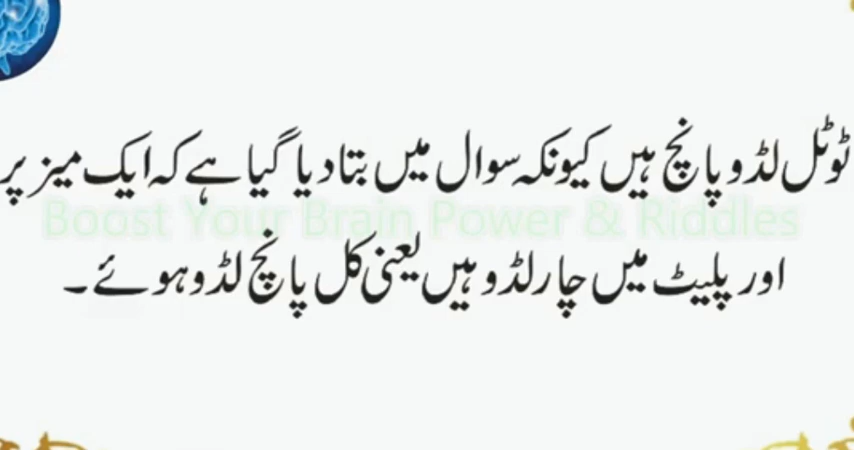 ٹوٹل لڈو پانچ ہیں کیونکہ سوال میں بتا دیا گیا ہے کہ ایک میز پر
Boost Your Brain Power & Riddles
اور پلیٹ میں چار لڈو ہیں یعنی کل پانچ لڈو ہوئے۔